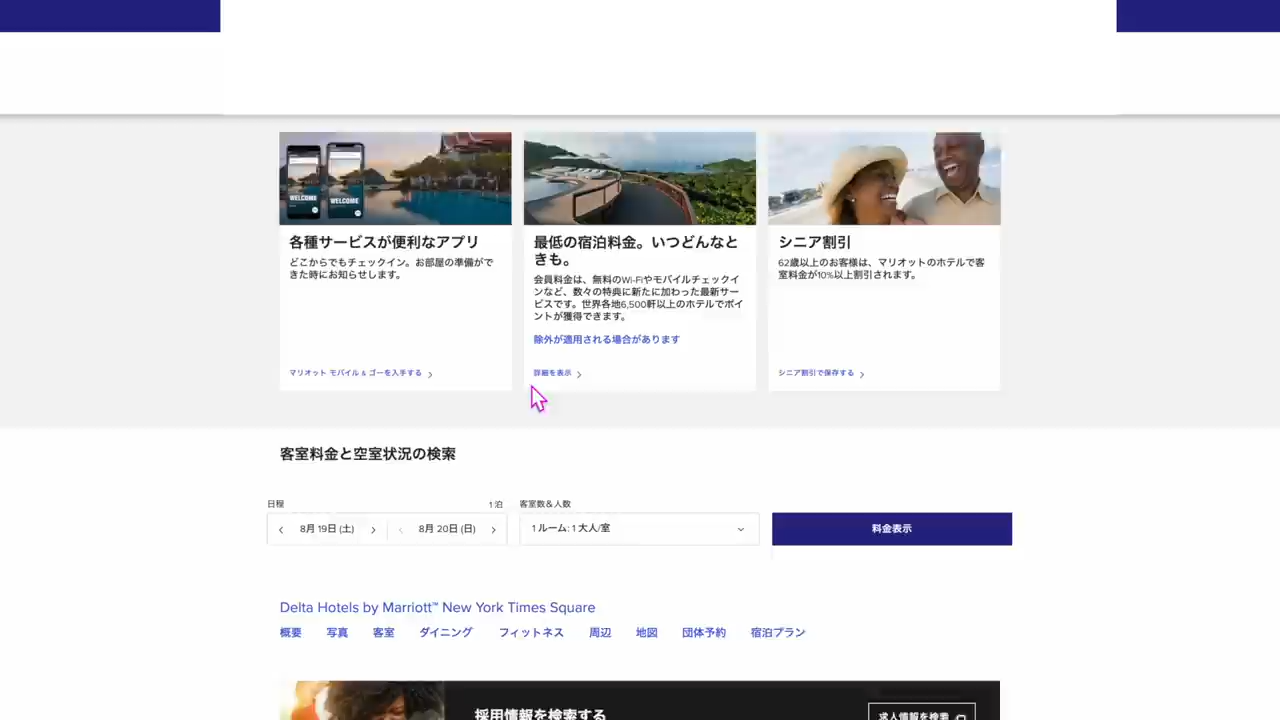 WELCOME
WELCOME
各種サービスが便利なアプリ
どこからでもチェックイン。お部屋の準備がで
きた時にお知らせします。
マリオット モバイル & ゴーを入手する
最低の宿泊料金。いつどんなと
きも。
会員料金は、無料のWi-Fiやモバイルチェックイ
ンなど、数々の特典に新たに加わった最新サー
ビスです。世界各地6,500軒以上のホテルでポイ
ントが獲得できます。
除外が適用される場合があります
詳細を表示
シニア割引
62歳以上のお客様は、マリオットのホテルで客
室料金が10%以上割引されます。
シニア割引で保存する
客室料金と空室状況の検索
日程 1 泊 客室数＆人数
8月 19日 (土) 8月 20日 (日) 1 ルーム: 1 大人/室 料金表示
Delta Hotels by Marriott™ New York Times Square
概要 写真 客室 ダイニング フィットネス 周辺 地図 団体予約 宿泊プラン
採用情報を検索する 求人情報を検索